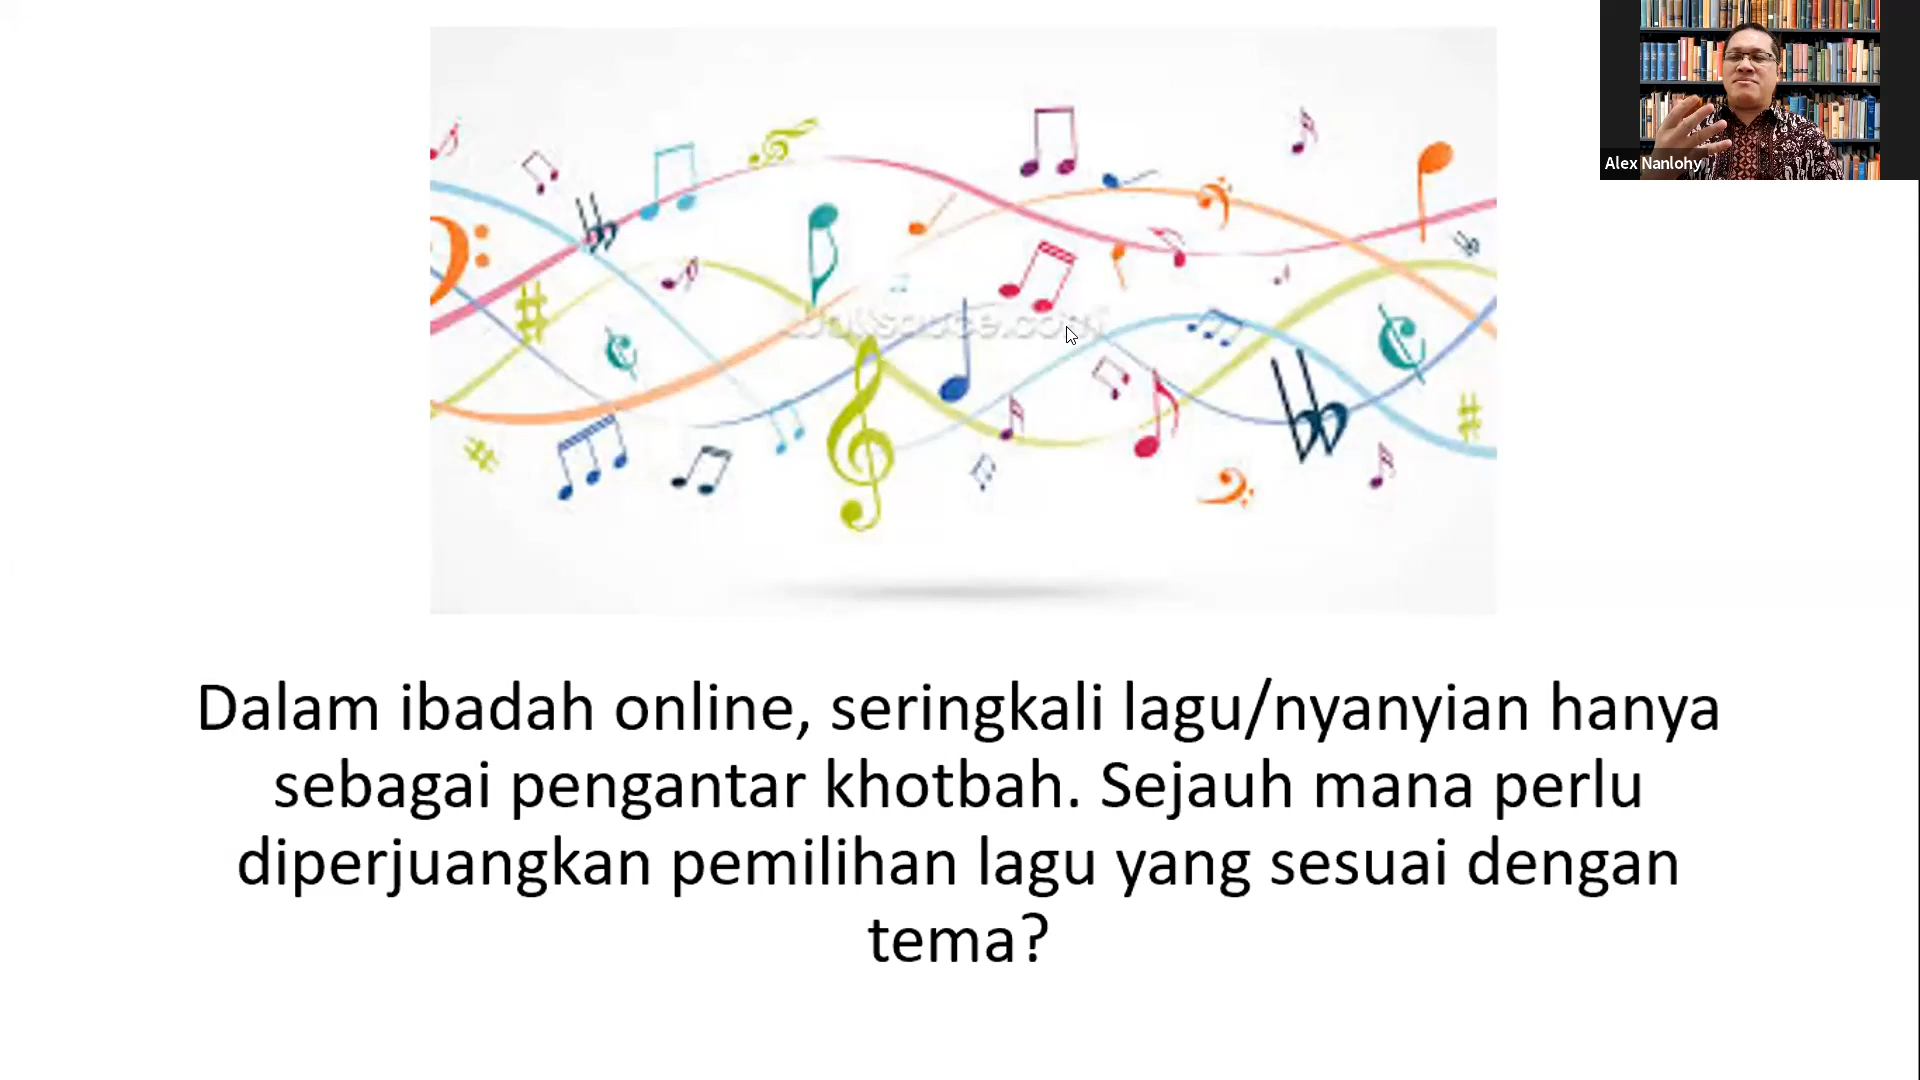 Alex Nanlohy
Dalam ibadah online, seringkali lagu/nyanyian hanya
sebagai pengantar khotbah. Sejauh mana perlu
diperjuangkan pemilihan lagu yang sesuai dengan
tema?